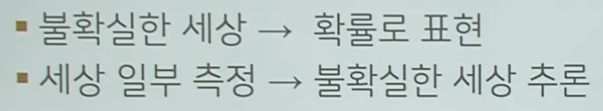 ▪ 불확실한 세상 → 확률로 표현
▪ 세상 일부 측정 → 불확실한 세상 추론